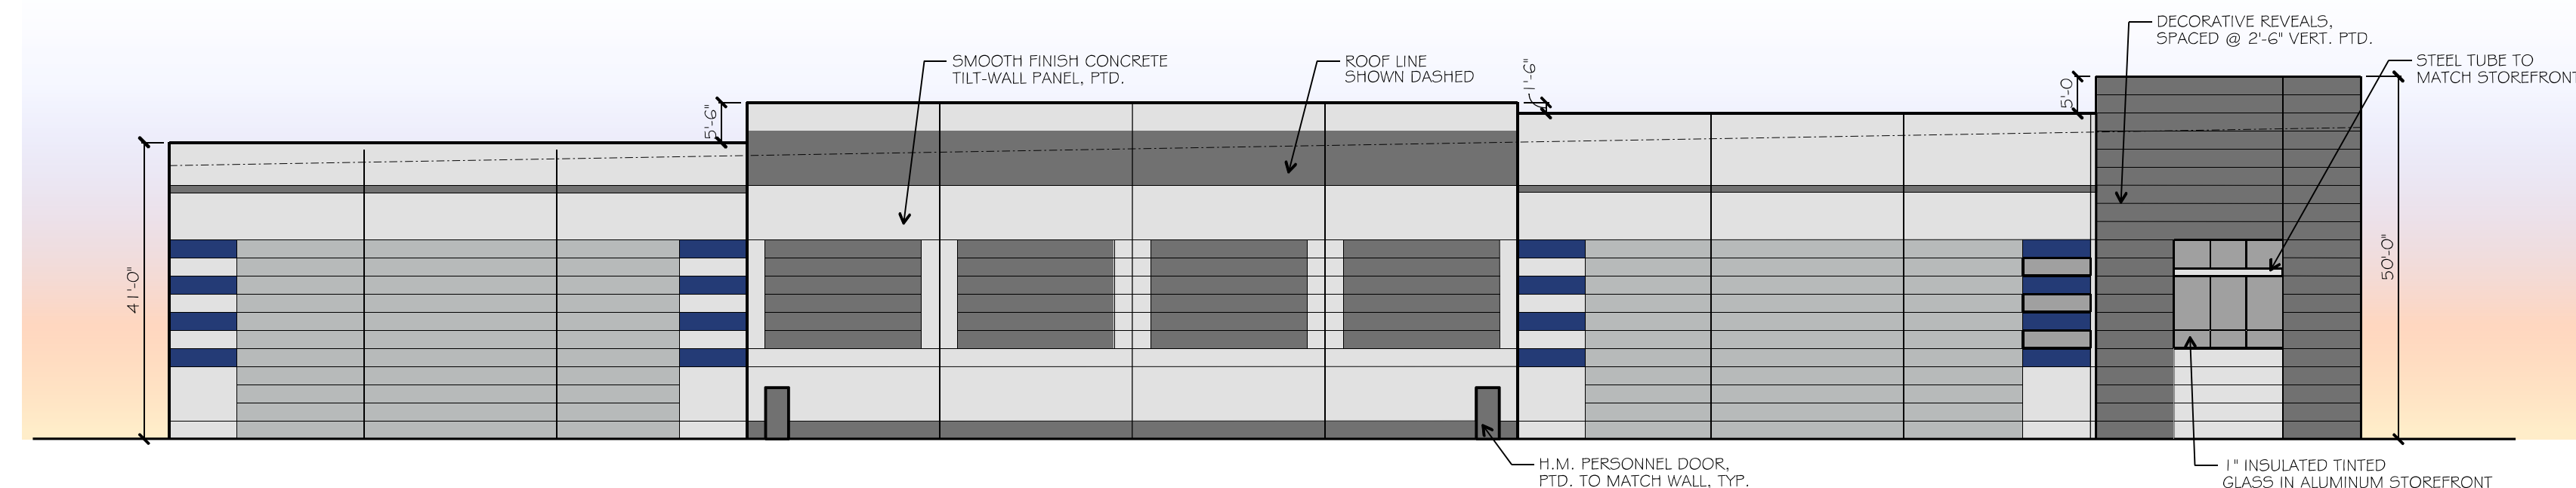 DECORATIVE REVEALS,
SPACED @ 2'-6" VERT. PTD.
SMOOTH FINISH CONCRETE
TILT-WALL PANEL, PTD.
ROOF LINE
SHOWN DASHED
1'-6"
STEEL TUBE TO
MATCH STOREFRONT
5'-6"
5'-0
41'-0"
50'-0"
H.M. PERSONNEL DOOR,
PTD. TO MATCH WALL, TYP.
1" INSULATED TINTED
GLASS IN ALUMINUM STOREFRONT